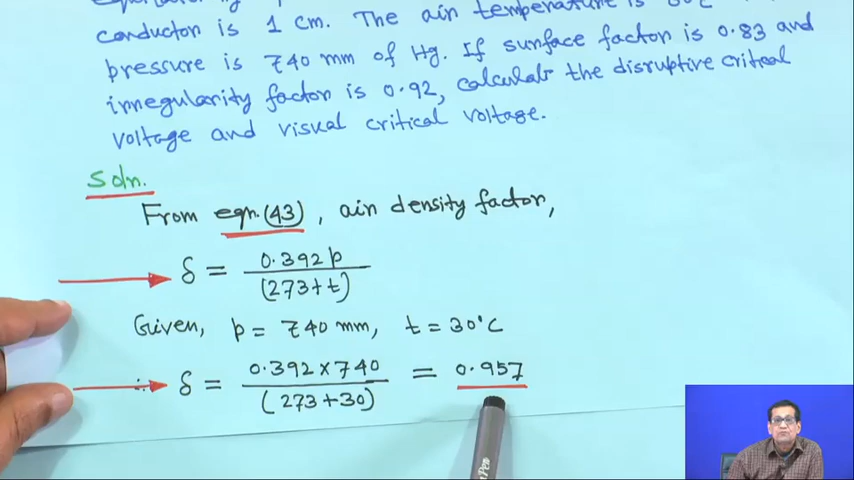 conductor is 1 cm. The air temperature is
pressure is 740 mm of Hg. If surface factor is 0.83 and
irregularity factor is 0.92, calculate the disruptive critical
voltage and visual critical voltage.
Soln.
From eqn.(43), air density factor,
δ = 0.392p / (273+t)
Given, p = 740 mm, t = 30°C
∴ δ = 0.392×740 / (273+30) = 0.957
Pen